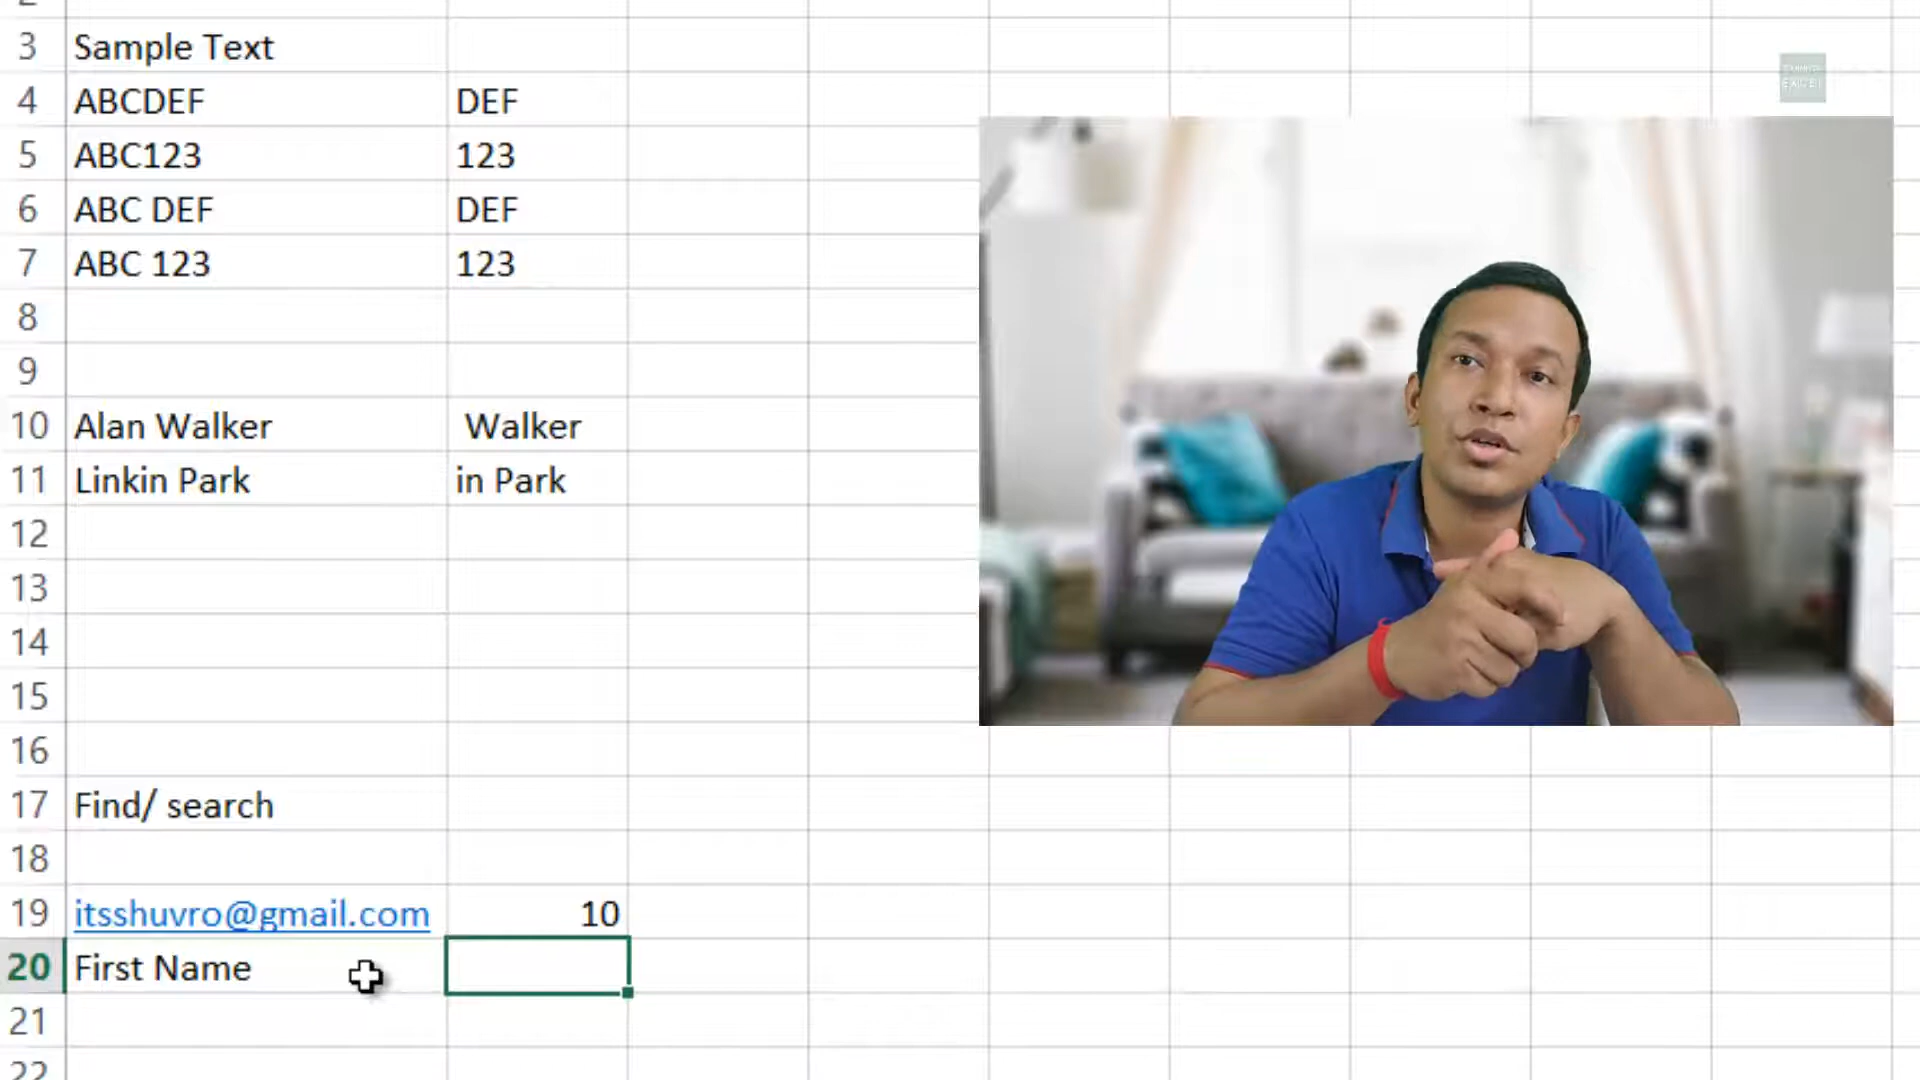 3 Sample Text
4 ABCDEF DEF
5 ABC123 123
6 ABC DEF DEF
7 ABC 123 123
8
9
10 Alan Walker Walker
11 Linkin Park in Park
12
13
14
15
16
17 Find/ search
18
19 itsshuvro@gmail.com 10
20 First Name
21
22
EXCEL